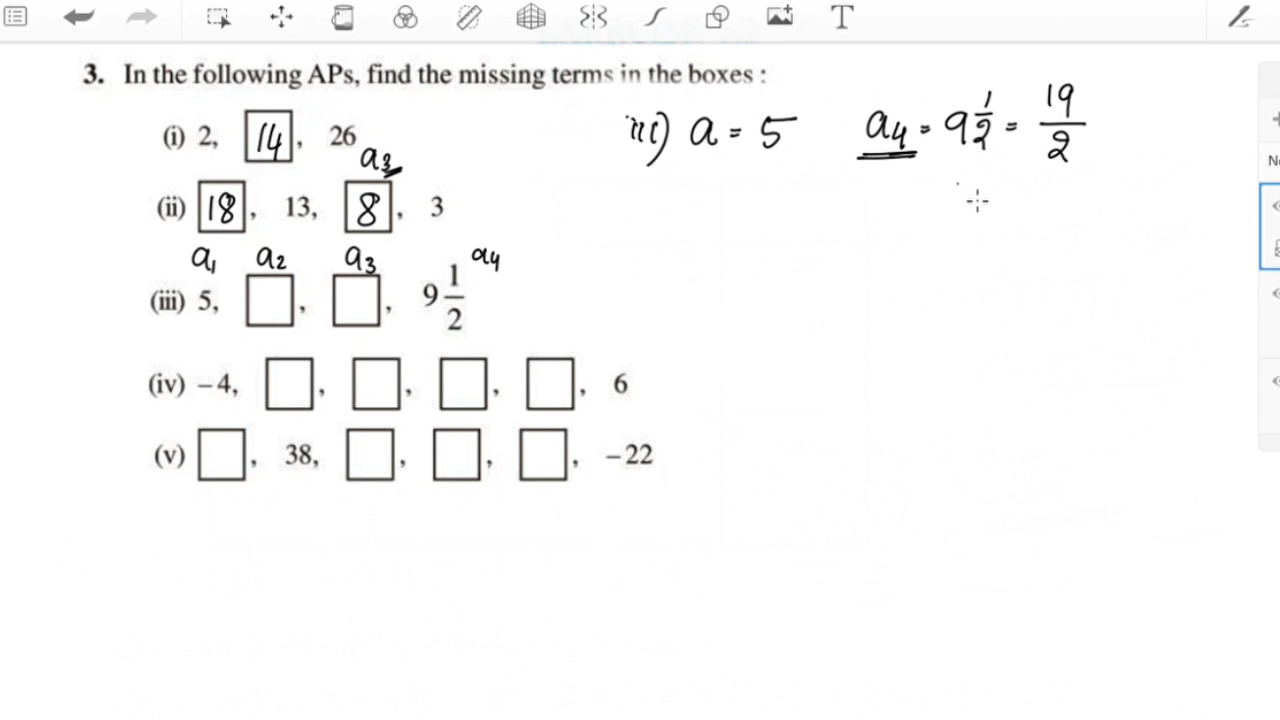 3. In the following APs, find the missing terms in the boxes :
(i) 2, 14, 26
a3
(ii) 18, 13, 8, 3
a1 a2 a3 a4
(iii) 5, , , 9 1/2
(iv) –4, , , , , 6
(v) , 38, , , , –22
iii) a = 5 a4 = 9 1/2 = 19/2
T